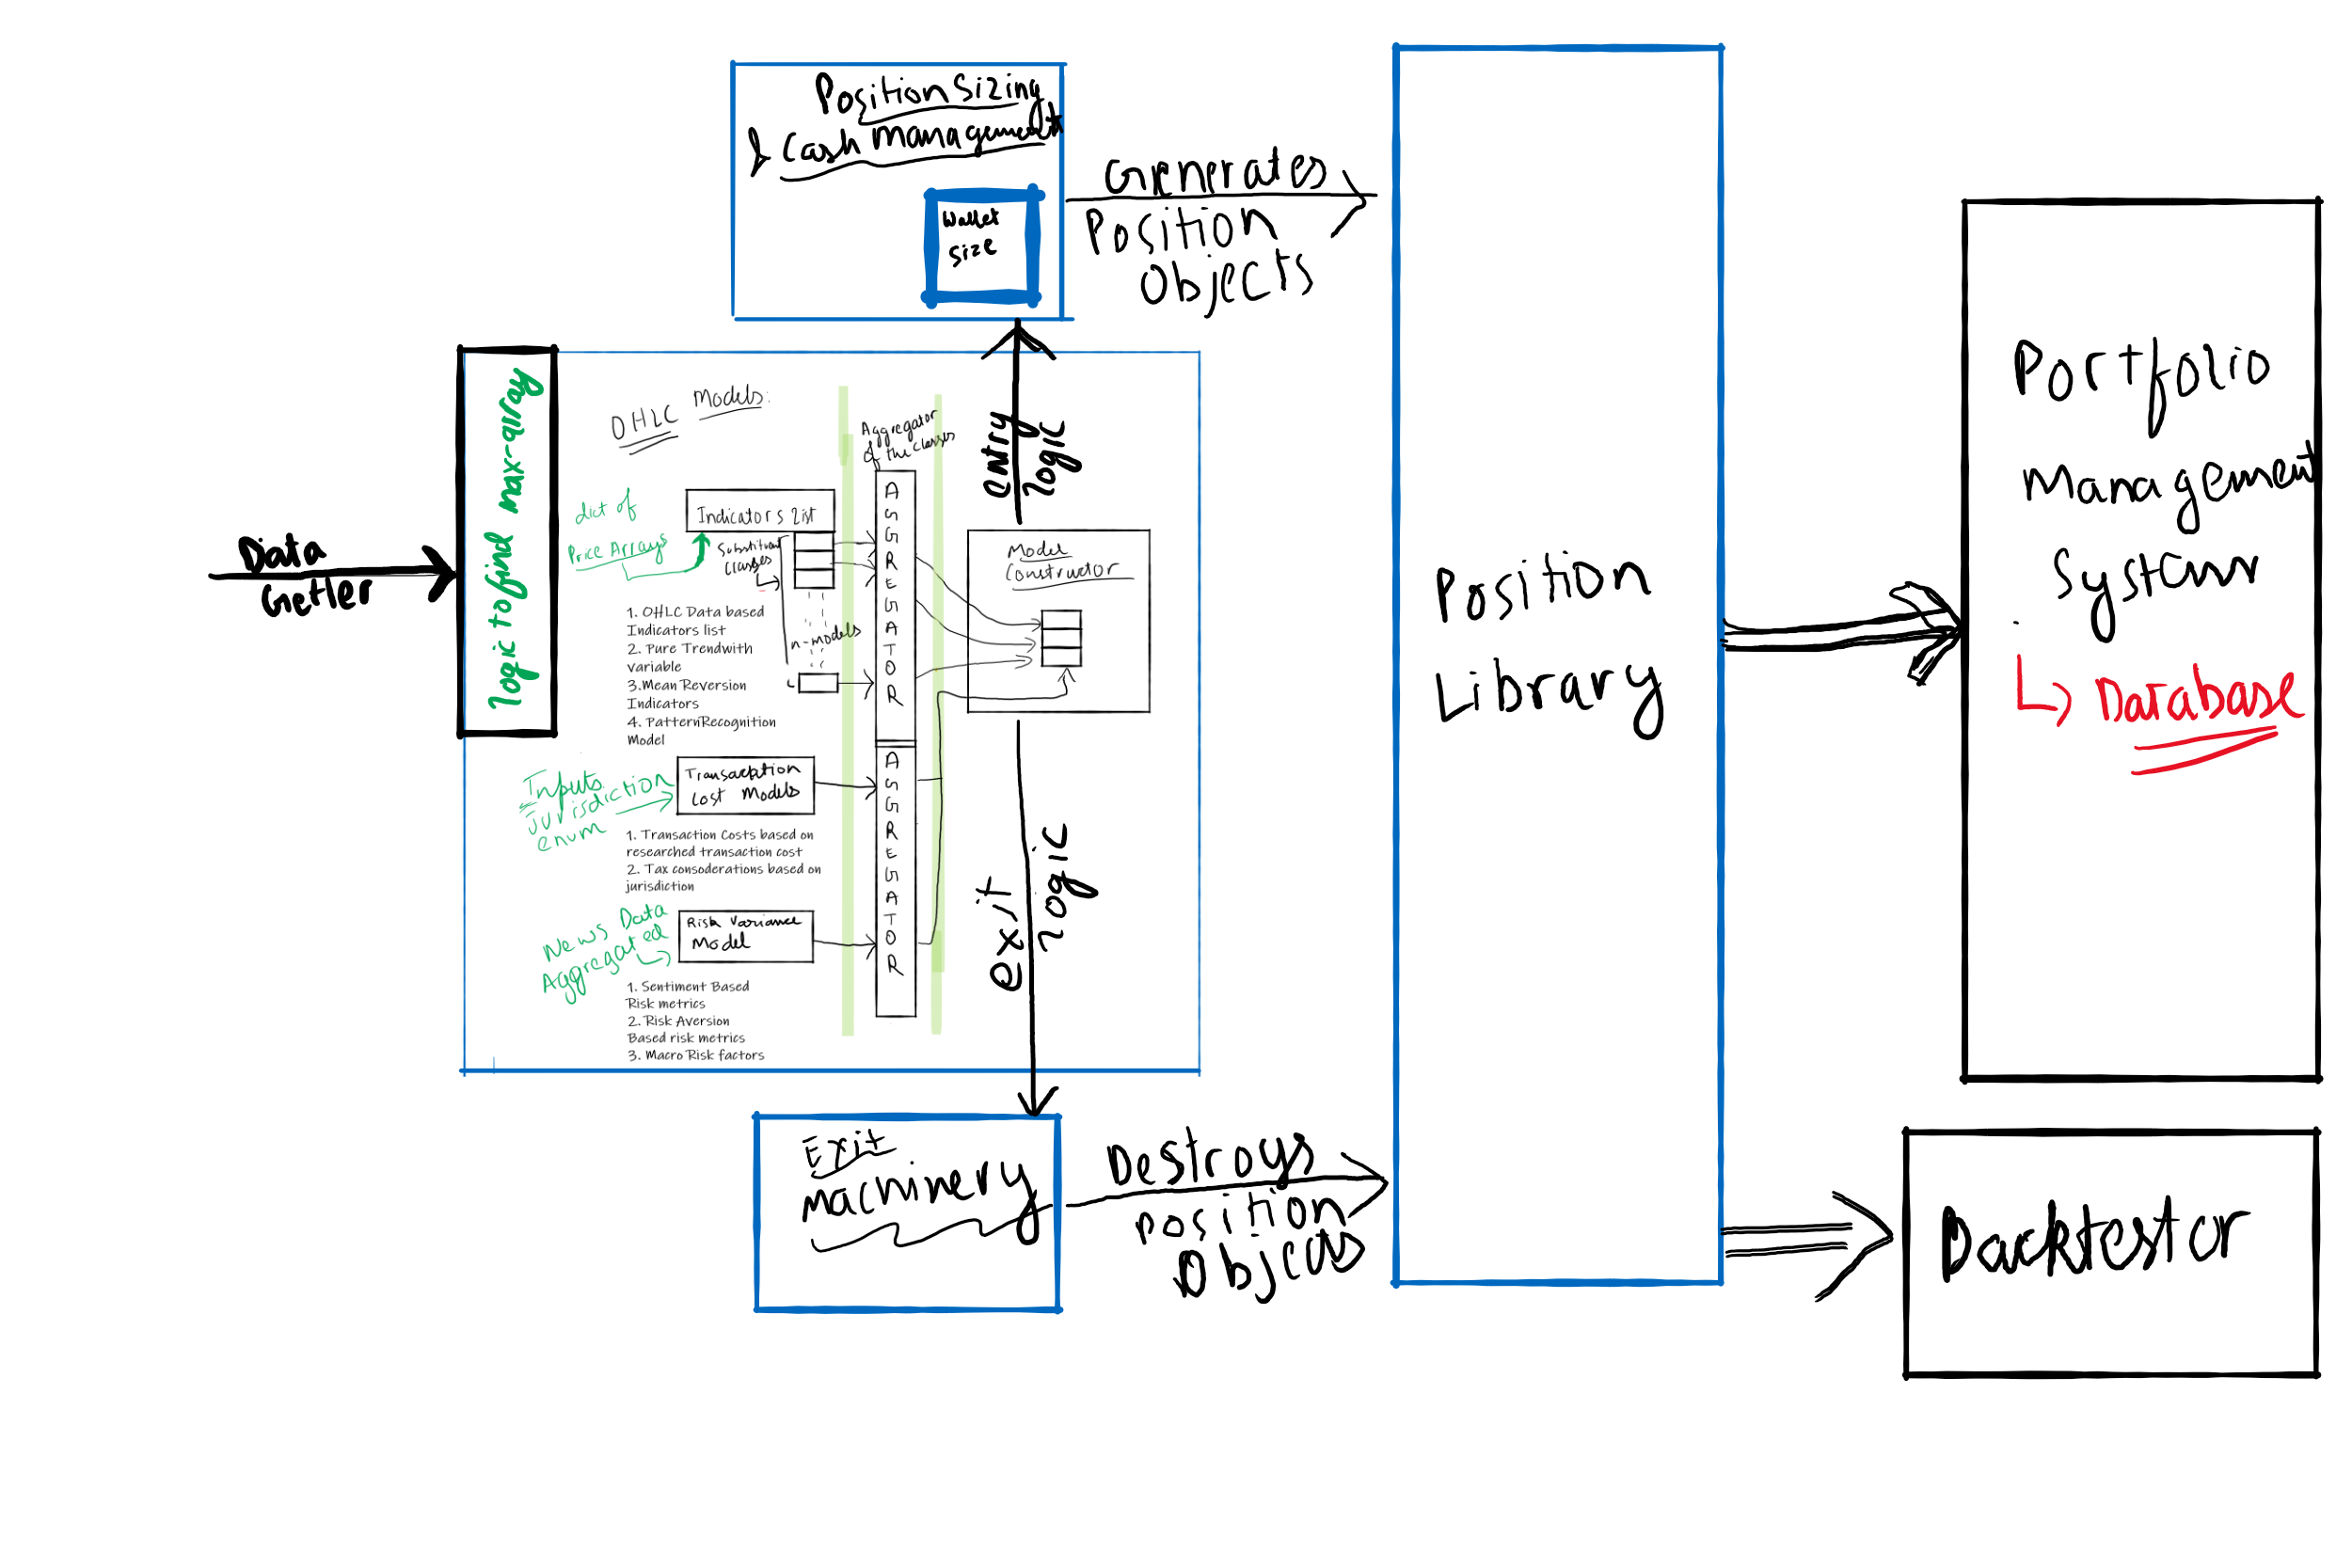 Position Sizing
& Cash management
Wallet
size
Generates
Position
Objects
Data
Getter
logic to find max-array
OHLC Models:
Aggregator
of the classes
dict of
Price Arrays
Indicators List
Substitution
Classes
n-models
1. OHLC Data based
Indicators list
2. Pure Trendwith
variable
3.Mean Reversion
Indicators
4. PatternRecognition
Model
AGGREGATOR
Model
Constructor
entry
logic
Inputs
jurisdiction
enum
Transacbtion
Cost Models
1. Transaction Costs based on
researched transaction cost
2. Tax consoderations based on
jurisdiction
AGGREGATOR
News Data
Aggregated
Risk Variance
Model
1. Sentiment Based
Risk metrics
2. Risk Aversion
Based risk metrics
3. Macro Risk factors
exit
logic
Exit
machinery
Destroys
position
Objects
Position
Library
Portfolio
Management
System
Database
Backtestor